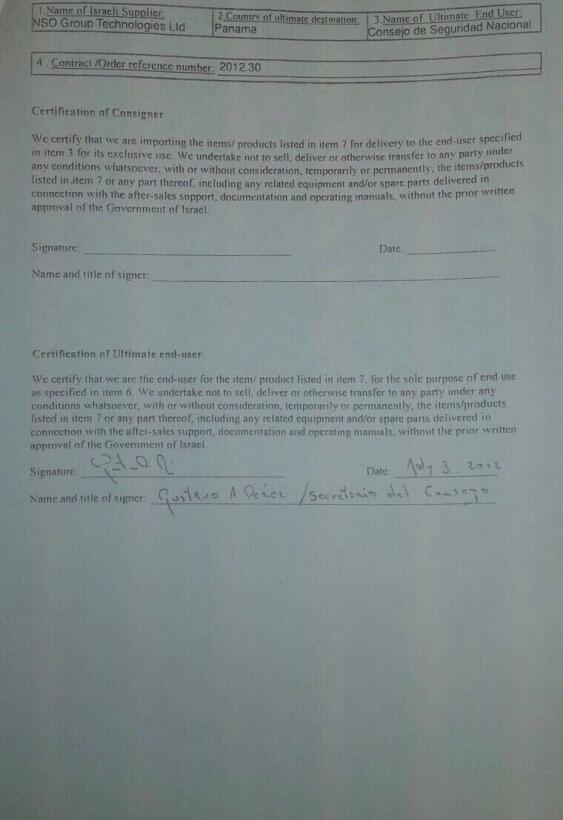 1.Name of Israeli Supplier:
NSO Group Technologies Ltd
2.Country of ultimate destination:
Panama
3.Name of Ultimate End User:
Consejo de Seguridad Nacional
4. Contract /Order reference number: 2012.30
Certification of Consigner
We certify that we are importing the items/ products listed in item 7 for delivery to the end-user specified
in item 3 for its exclusive use. We undertake not to sell, deliver or otherwise transfer to any party under
any conditions whatsoever, with or without consideration, temporarily or permanently, the items/products
listed in item 7 or any part thereof, including any related equipment and/or spare parts delivered in
connection with the after-sales support, documentation and operating manuals, without the prior written
approval of the Government of Israel.
Signature: Date:
Name and title of signer:
Certification of Ultimate end-user
We certify that we are the end-user for the item/ product listed in item 7, for the sole purpose of end use
as specified in item 6. We undertake not to sell, deliver or otherwise transfer to any party under any
conditions whatsoever, with or without consideration, temporarily or permanently, the items/products
listed in item 7 or any part thereof, including any related equipment and/or spare parts delivered in
connection with the after-sales support, documentation and operating manuals, without the prior written
approval of the Government of Israel
Signature: Date: July 3, 2012
Name and title of signer: Gustavo A Pérez /Secretario del Consejo